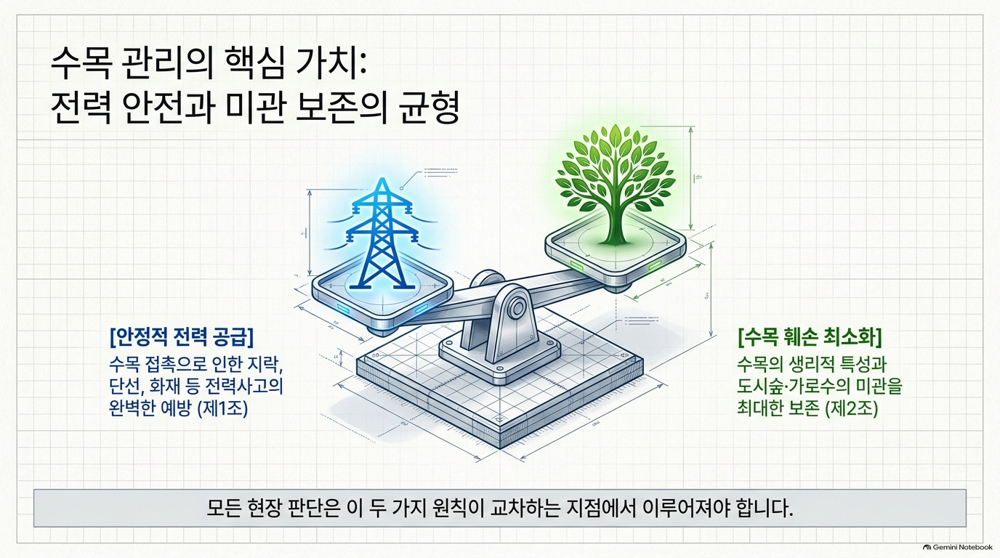 수목 관리의 핵심 가치:
전력 안전과 미관 보존의 균형
[안정적 전력 공급]
수목 접촉으로 인한 지락,
단선, 화재 등 전력사고의
완벽한 예방 (제1조)
[수목 훼손 최소화]
수목의 생리적 특성과
도시숲·가로수의 미관을
최대한 보존 (제2조)
모든 현장 판단은 이 두 가지 원칙이 교차하는 지점에서 이루어져야 합니다.
Gemini Notebook